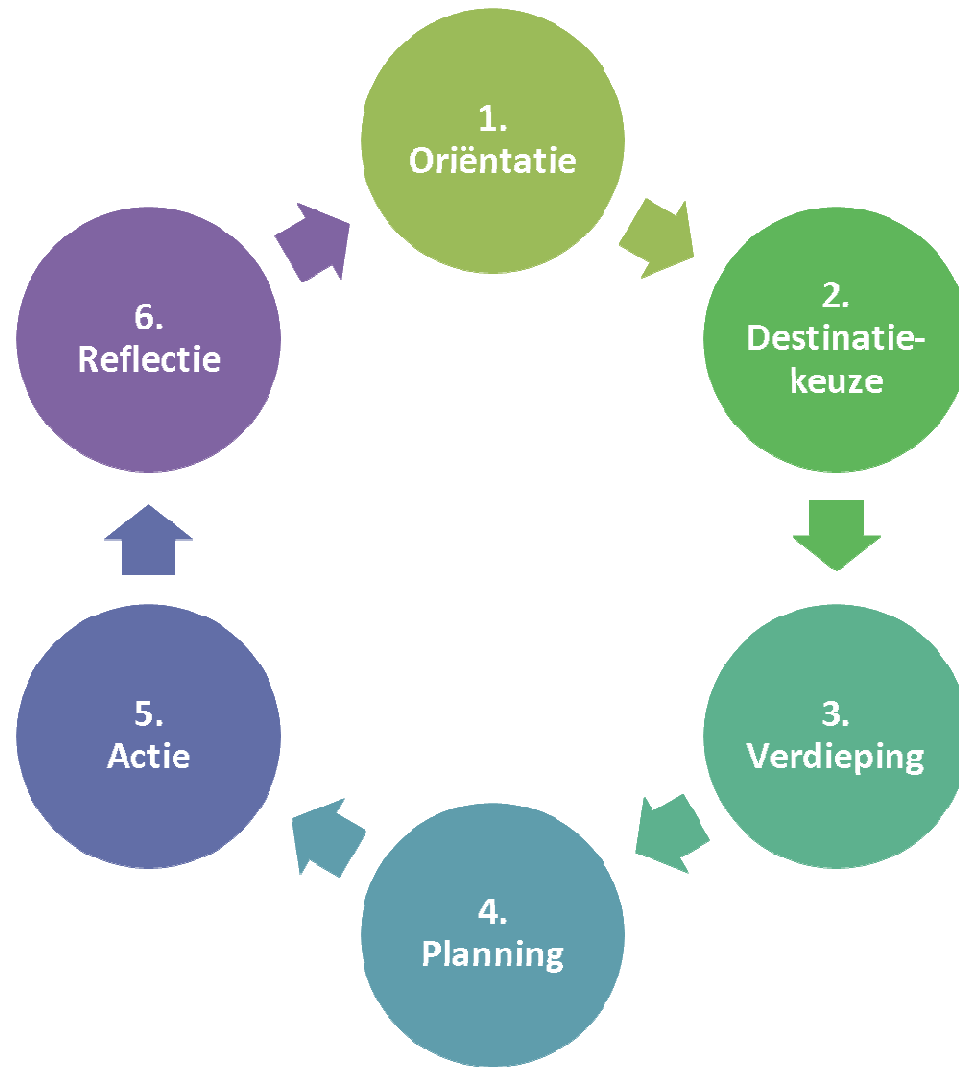 1.
Oriëntatie
2.
Destinatie-
keuze
3.
Verdieping
4.
Planning
5.
Actie
6.
Reflectie